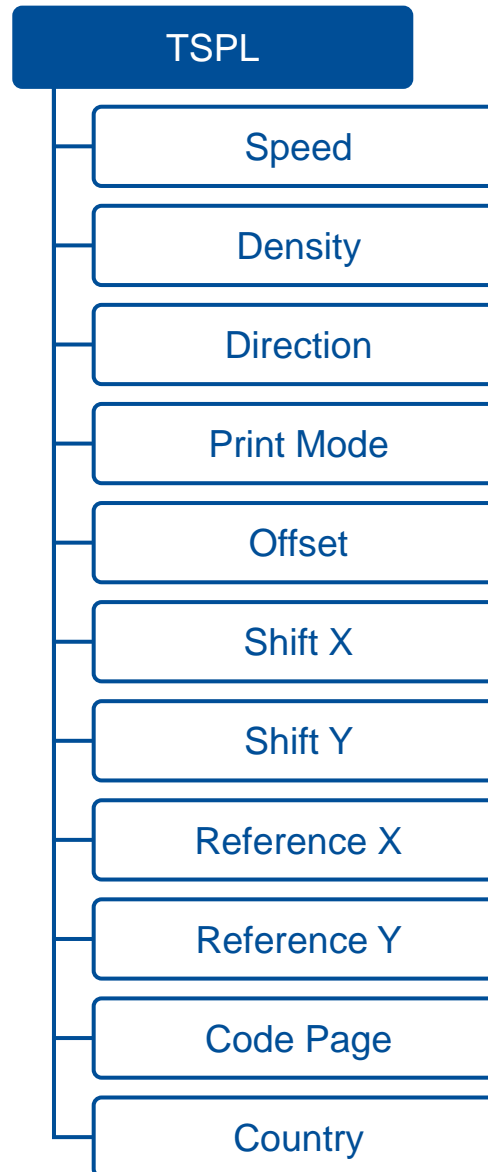 TSPL
Speed
Density
Direction
Print Mode
Offset
Shift X
Shift Y
Reference X
Reference Y
Code Page
Country